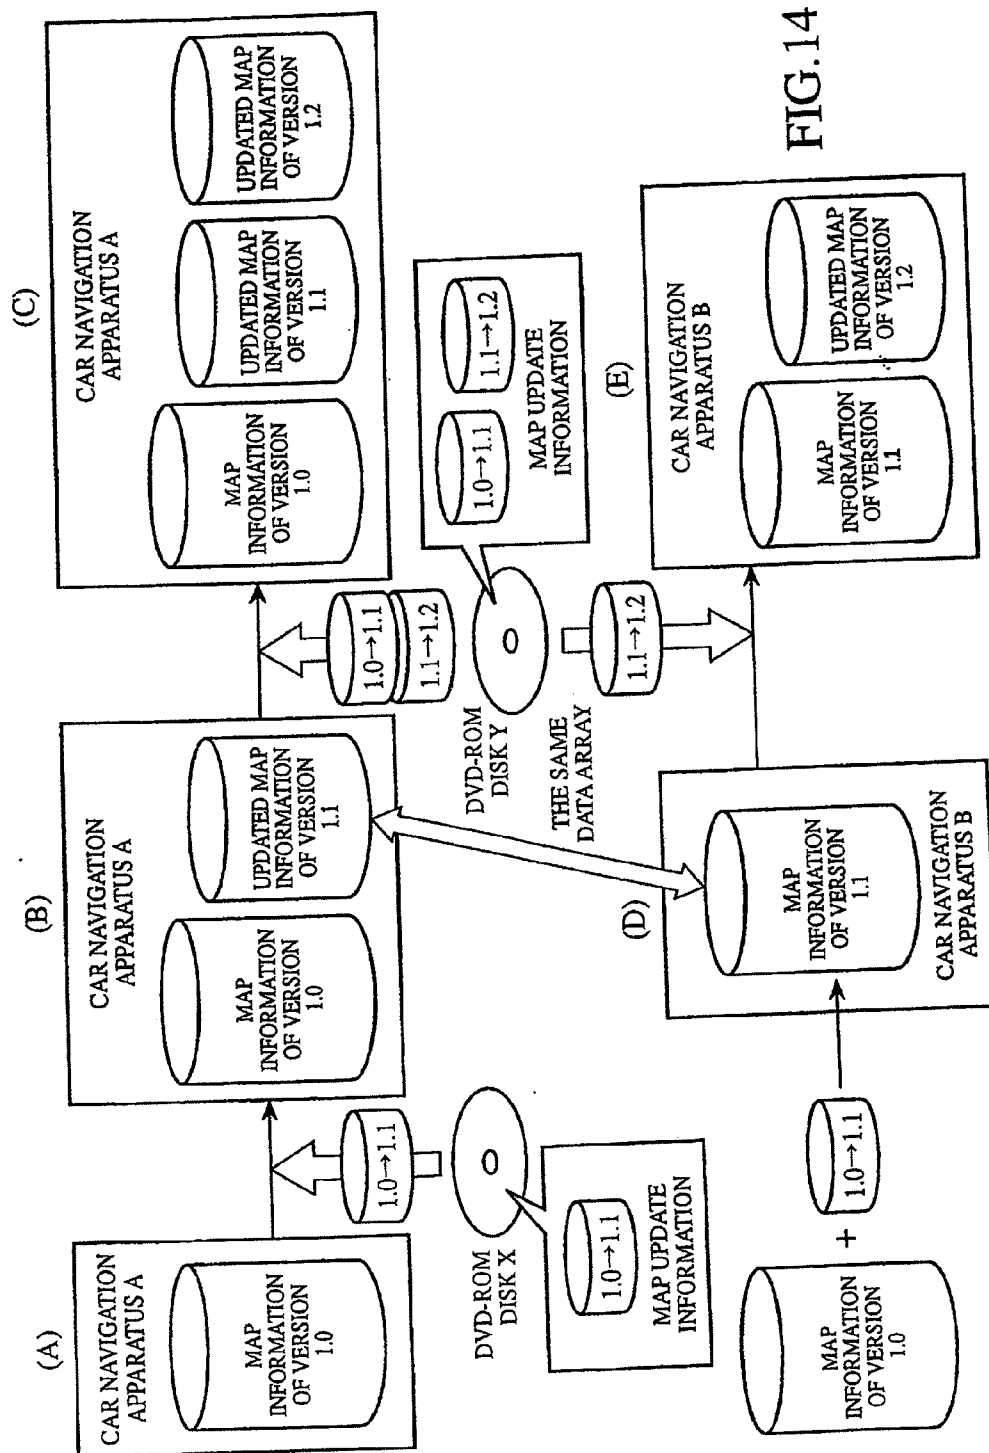 (A)
CAR NAVIGATION
APPARATUS A
MAP
INFORMATION
OF VERSION
1.0
1.0→1.1
DVD-ROM
DISK X
1.0→1.1
MAP UPDATE
INFORMATION
(B)
CAR NAVIGATION
APPARATUS A
MAP
INFORMATION
OF VERSION
1.0
UPDATED MAP
INFORMATION
OF VERSION
1.1
1.0→1.1
1.1→1.2
DVD-ROM
DISK Y
1.0→1.1
1.1→1.2
MAP UPDATE
INFORMATION
THE SAME
DATA ARRAY
1.1→1.2
(C)
CAR NAVIGATION
APPARATUS A
MAP
INFORMATION
OF VERSION
1.0
UPDATED MAP
INFORMATION
OF VERSION
1.1
UPDATED MAP
INFORMATION
OF VERSION
1.2
MAP
INFORMATION
OF VERSION
1.0
+
1.0→1.1
(D)
MAP
INFORMATION
OF VERSION
1.1
CAR NAVIGATION
APPARATUS B
(E)
CAR NAVIGATION
APPARATUS B
MAP
INFORMATION
OF VERSION
1.1
UPDATED MAP
INFORMATION
OF VERSION
1.2
FIG.14